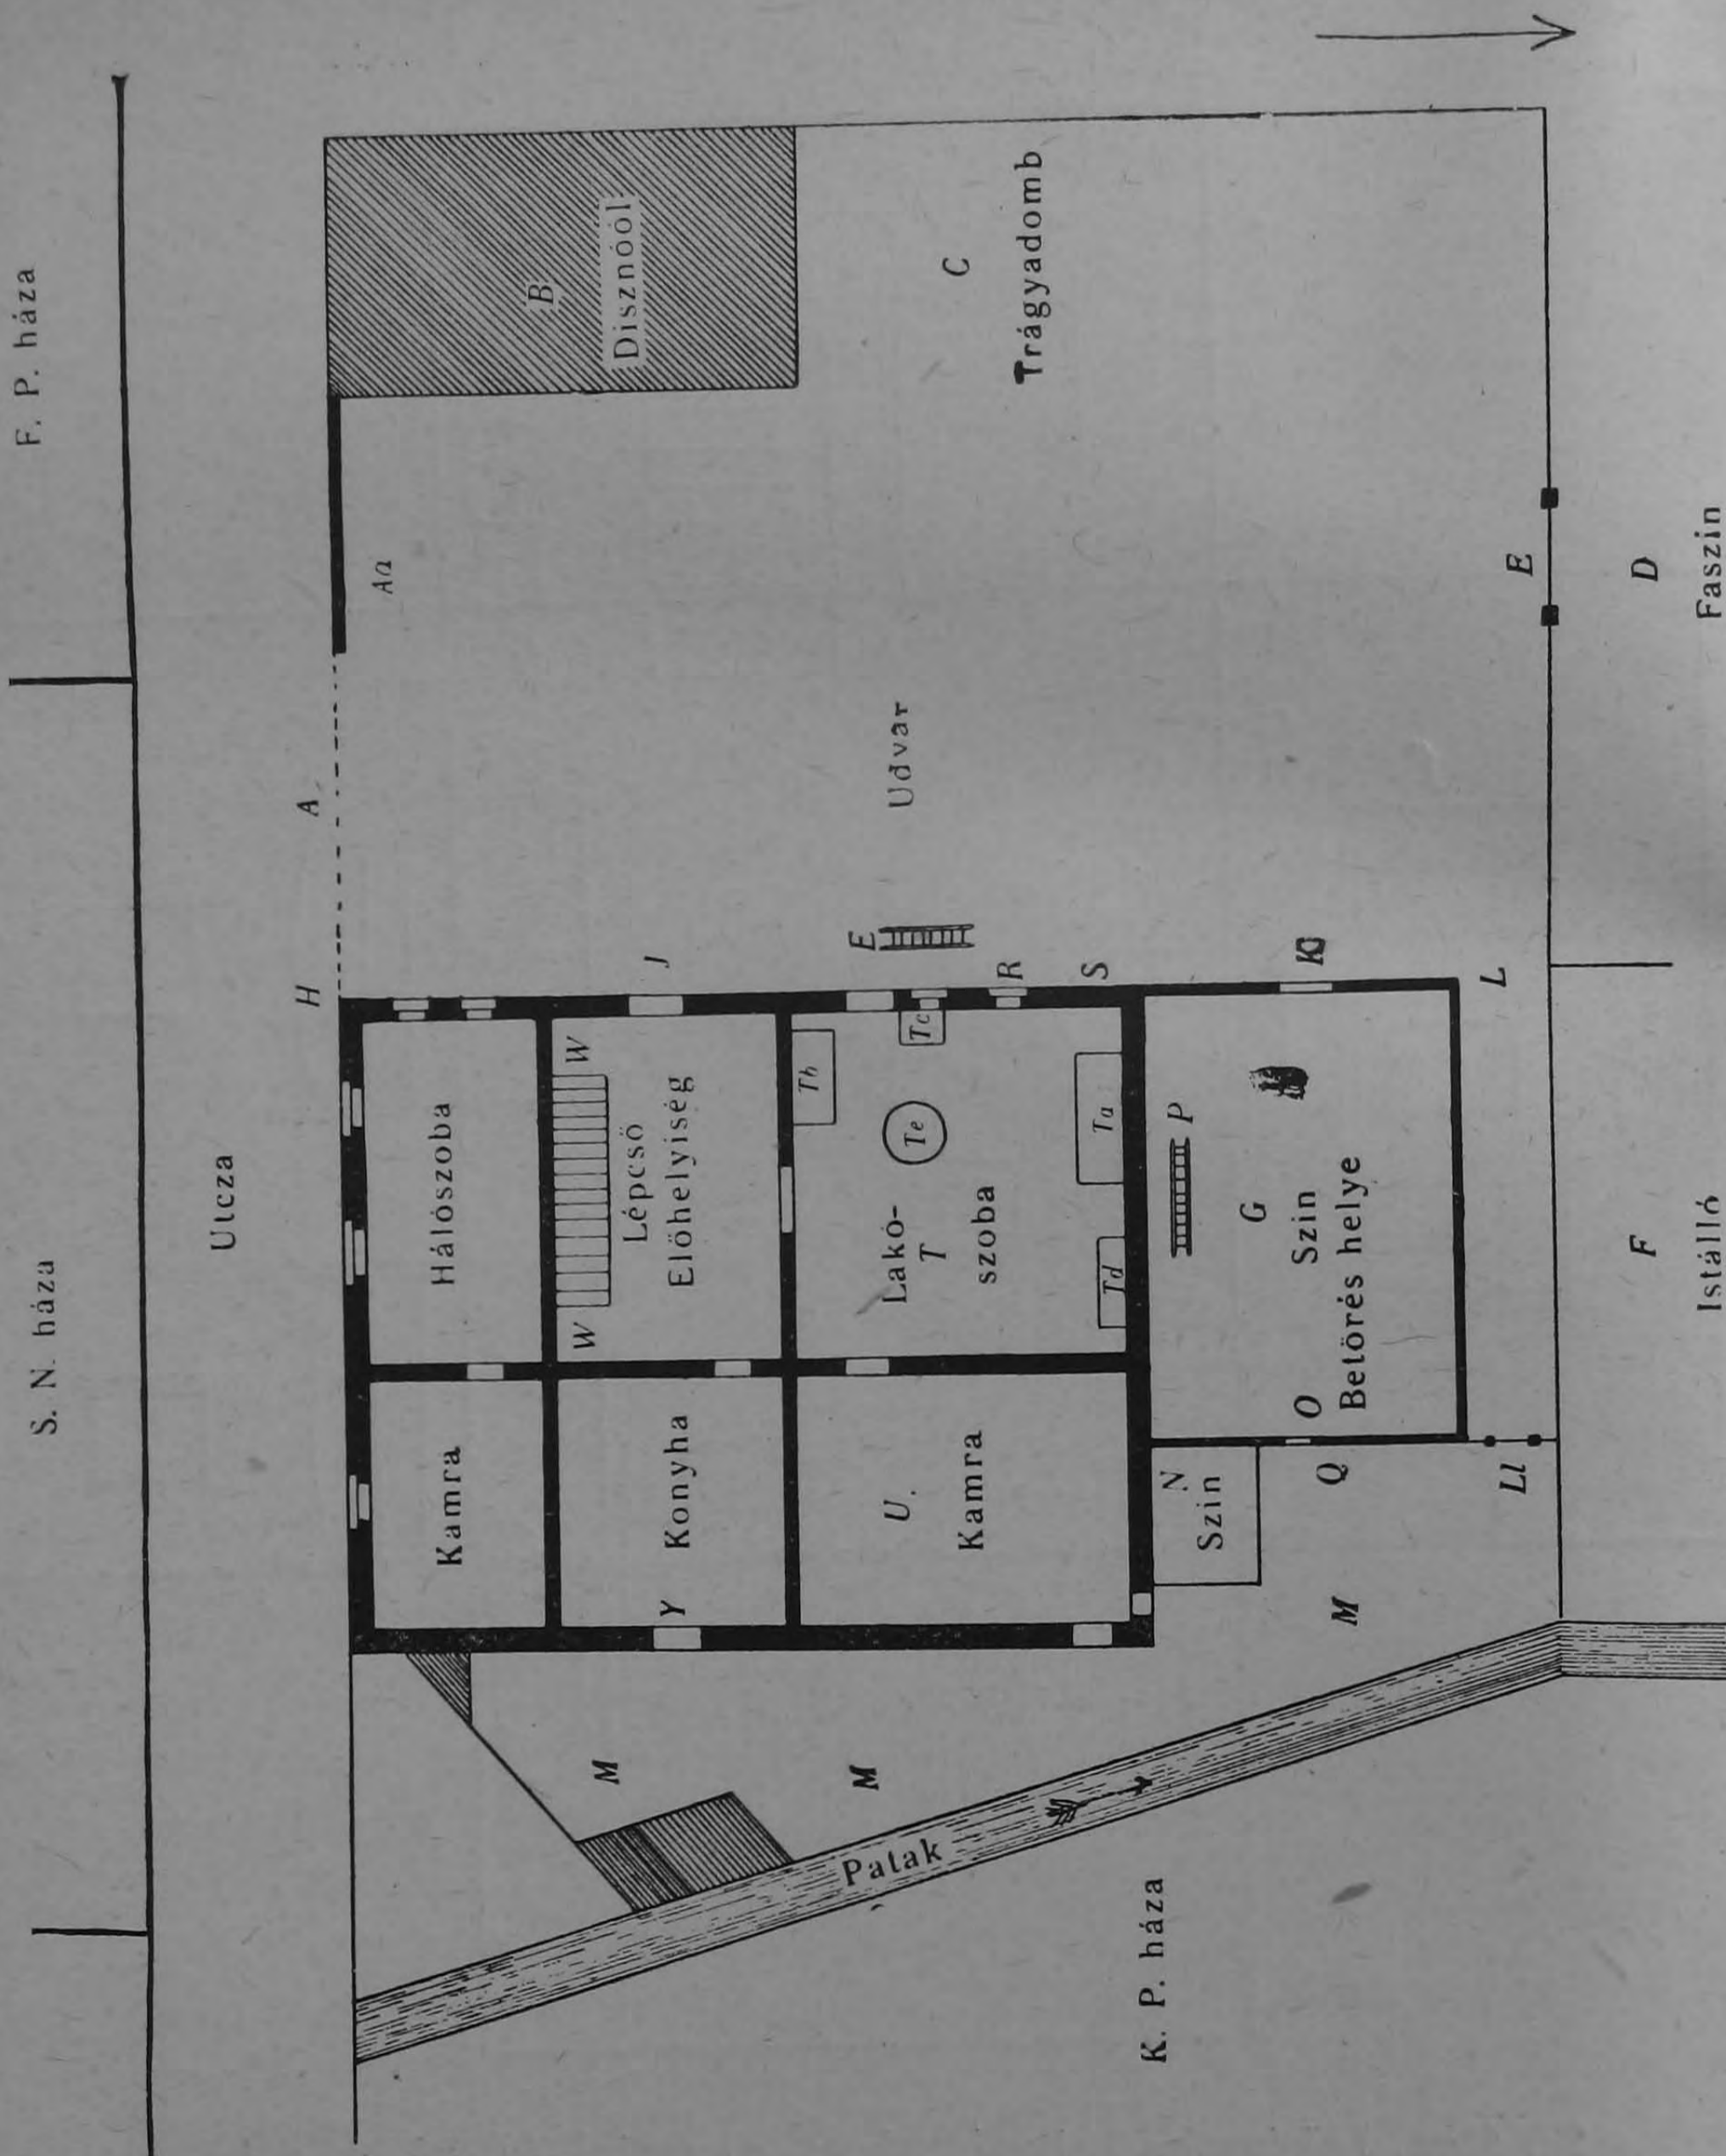 F. P. háza
S. N. háza
Utcza
H
A
Aa
B
Disznóól
C
Trágyadomb
Udvar
Hálószoba
Kamra
W
W
Lépcső
Előhelyiség
J
Konyha
Y
Tb
Tc
Te
Ta
Td
Lakó-
T
szoba
E
R
S
U.
Kamra
P
G
Szin
Betörés helye
O
K
L
N
Szin
Q
Ll
M
M
M
Patak
K. P. háza
E
D
Faszin
F
Istálló